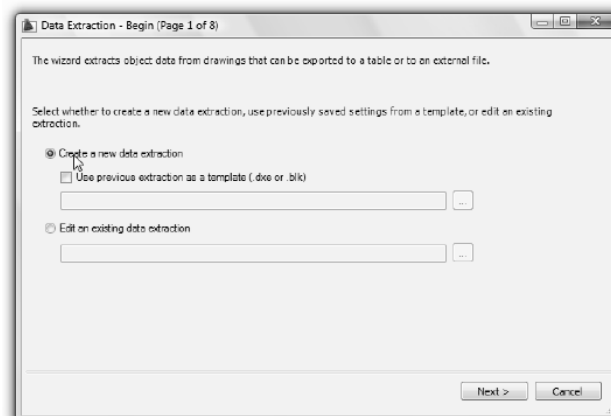 Data Extraction - Begin (Page 1 of 8)
The wizard extracts object data from drawings that can be exported to a table or to an external file.
Select whether to create a new data extraction, use previously saved settings from a template, or edit an existing
extraction.
Create a new data extraction
Use previous extraction as a template (.dxe or .blk)
...
Edit an existing data extraction
...
Next >
Cancel